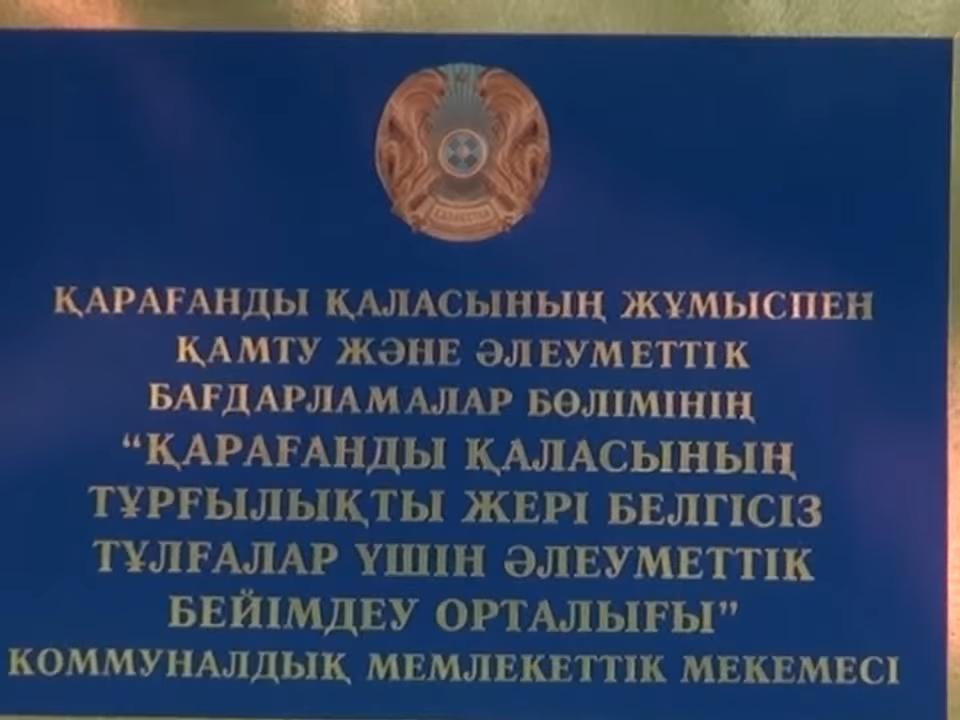 ҚАЗАҚСТАН
ҚАРАҒАНДЫ ҚАЛАСЫНЫҢ ЖҰМЫСПЕН
ҚАМТУ ЖӘНЕ ӘЛЕУМЕТТІК
БАҒДАРЛАМАЛАР БӨЛІМІНІҢ
“ҚАРАҒАНДЫ ҚАЛАСЫНЫҢ
ТҰРҒЫЛЫҚТЫ ЖЕРІ БЕЛГІСІЗ
ТҰЛҒАЛАР ҮШІН ӘЛЕУМЕТТІК
БЕЙІМДЕУ ОРТАЛЫҒЫ”
КОММУНАЛДЫҚ МЕМЛЕКЕТТІК МЕКЕМЕСІ